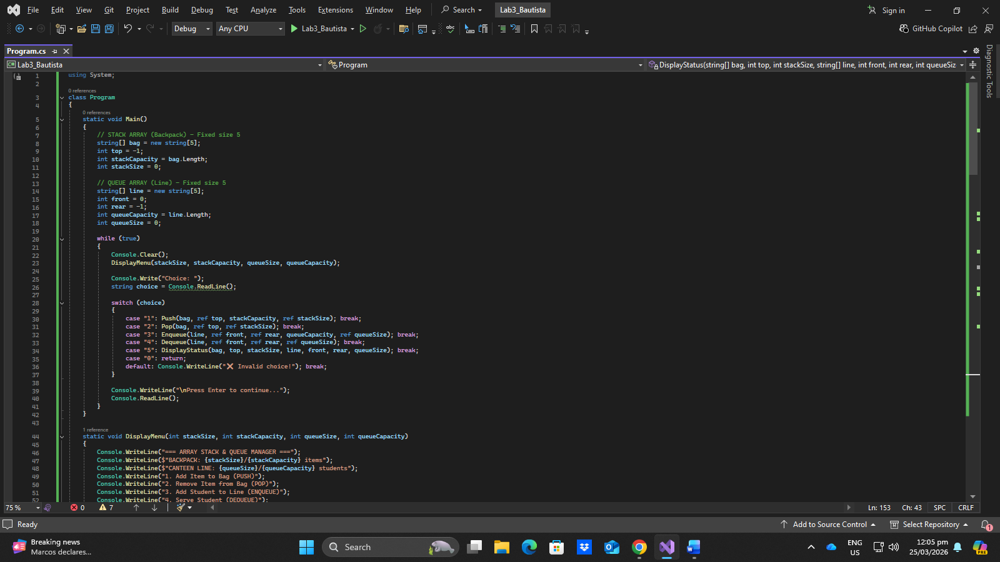 File Edit View Git Project Build Debug Test Analyze Tools Extensions Window Help Search Lab3_Bautista Sign in
Debug Any CPU Lab3_Bautista GitHub Copilot
Program.cs
Lab3_Bautista Program DisplayStatus(string[] bag, int top, int stackSize, string[] line, int front, int rear, int queueSiz
Diagnostic Tools
1 using System;
2
0 references
3 class Program
4 {
0 references
5 static void Main()
6 {
7 // STACK ARRAY (Backpack) - Fixed size 5
8 string[] bag = new string[5];
9 int top = -1;
10 int stackCapacity = bag.Length;
11 int stackSize = 0;
12
13 // QUEUE ARRAY (Line) - Fixed size 5
14 string[] line = new string[5];
15 int front = 0;
16 int rear = -1;
17 int queueCapacity = line.Length;
18 int queueSize = 0;
19
20 while (true)
21 {
22 Console.Clear();
23 DisplayMenu(stackSize, stackCapacity, queueSize, queueCapacity);
24
25 Console.Write("Choice: ");
26 string choice = Console.ReadLine();
27
28 switch (choice)
29 {
30 case "1": Push(bag, ref top, stackCapacity, ref stackSize); break;
31 case "2": Pop(bag, ref top, ref stackSize); break;
32 case "3": Enqueue(line, ref front, ref rear, queueCapacity, ref queueSize); break;
33 case "4": Dequeue(line, ref front, ref rear, ref queueSize); break;
34 case "5": DisplayStatus(bag, top, stackSize, line, front, rear, queueSize); break;
35 case "0": return;
36 default: Console.WriteLine("❌ Invalid choice!"); break;
37 }
38
39 Console.WriteLine("\nPress Enter to continue...");
40 Console.ReadLine();
41 }
42 }
43
1 reference
44 static void DisplayMenu(int stackSize, int stackCapacity, int queueSize, int queueCapacity)
45 {
46 Console.WriteLine("=== ARRAY STACK & QUEUE MANAGER ===");
47 Console.WriteLine($"BACKPACK: {stackSize}/{stackCapacity} items");
48 Console.WriteLine($"CANTEEN LINE: {queueSize}/{queueCapacity} students");
49 Console.WriteLine("1. Add Item to Bag (PUSH)");
50 Console.WriteLine("2. Remove Item from Bag (POP)");
51 Console.WriteLine("3. Add Student to Line (ENQUEUE)");
52 Console.WriteLine("4. Serve Student (DEQUEUE)");
75 % 0 7 Ln: 153 Ch: 43 SPC CRLF
Ready Add to Source Control Select Repository 1
Breaking news
Marcos declares...
Search
ENG
US
12:05 pm
25/03/2026
PRE